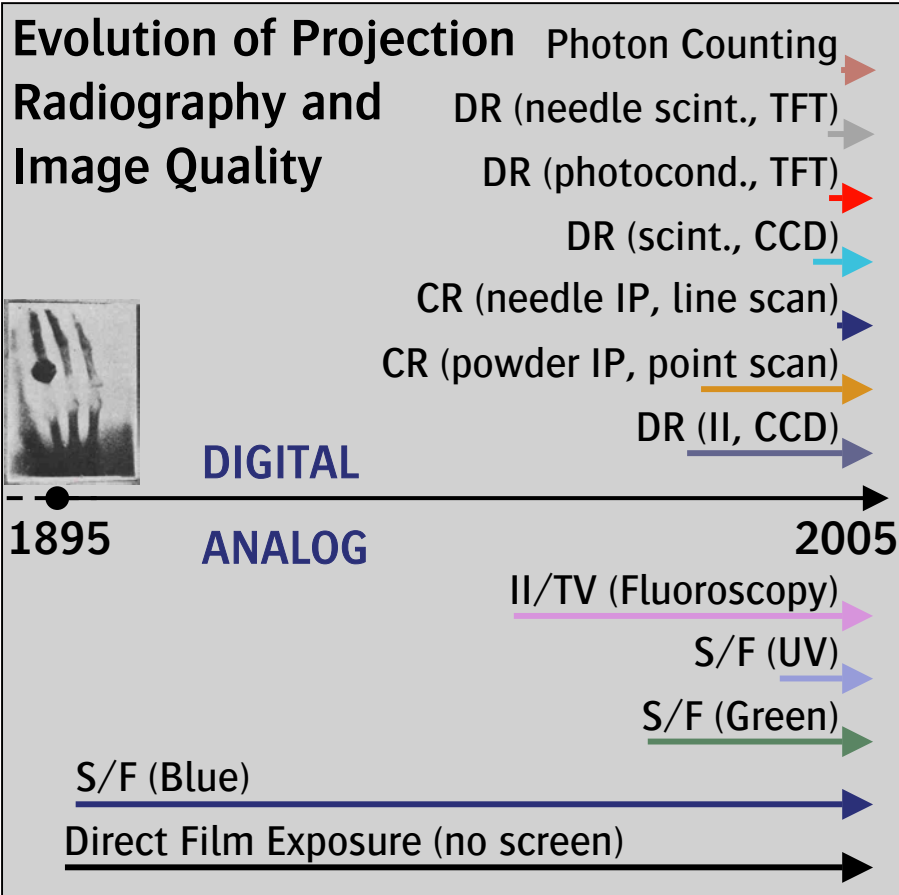 Evolution of Projection
Radiography and
Image Quality
Photon Counting
DR (needle scint., TFT)
DR (photocond., TFT)
DR (scint., CCD)
CR (needle IP, line scan)
CR (powder IP, point scan)
DR (II, CCD)
DIGITAL
1895
2005
ANALOG
II/TV (Fluoroscopy)
S/F (UV)
S/F (Green)
S/F (Blue)
Direct Film Exposure (no screen)